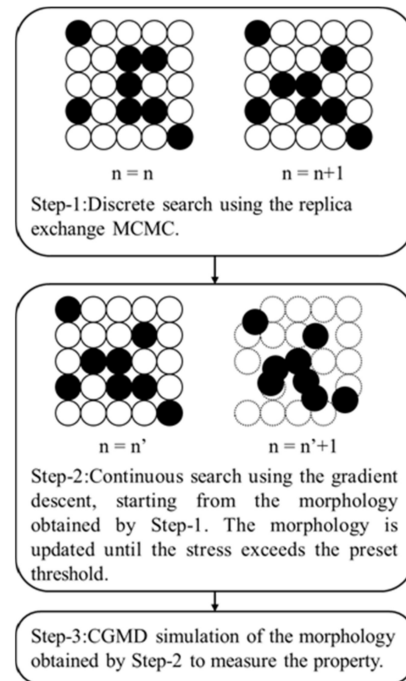 n = n
n = n+1
Step-1:Discrete search using the replica
exchange MCMC.
n = n'
n = n'+1
Step-2:Continuous search using the gradient
descent, starting from the morphology
obtained by Step-1. The morphology is
updated until the stress exceeds the preset
threshold.
Step-3:CGMD simulation of the morphology
obtained by Step-2 to measure the property.